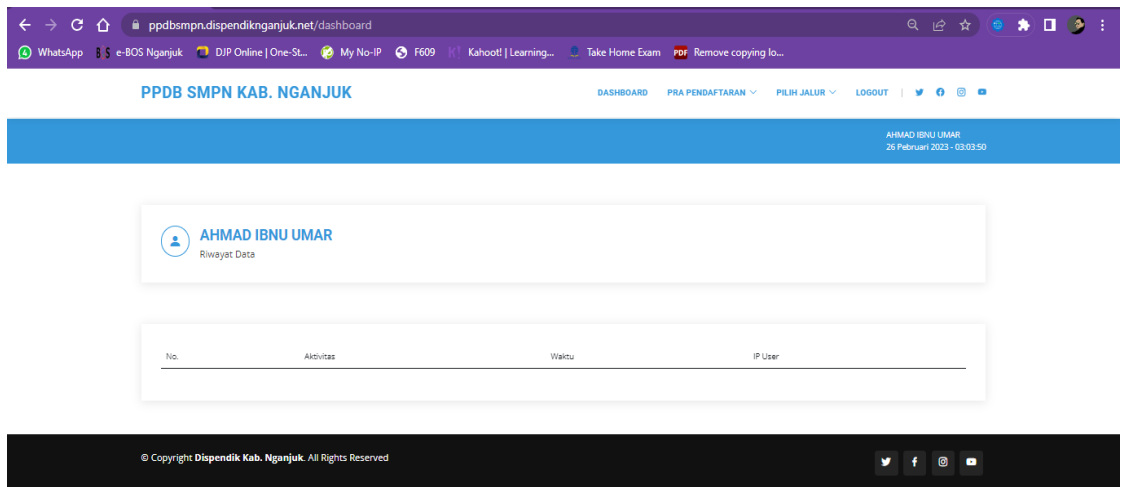 ppdbsmpn.dispendiknganjuk.net/dashboard
WhatsApp e-BOS Nganjuk DJP Online | One-St... My No-IP F609 Kahoot! | Learning... Take Home Exam PDF Remove copying lo...
PPDB SMPN KAB. NGANJUK DASHBOARD PRA PENDAFTARAN PILIH JALUR LOGOUT |
AHMAD IBNU UMAR
26 Pebruari 2023 - 03:03:50
AHMAD IBNU UMAR
Riwayat Data
No. Aktivitas Waktu IP User
© Copyright Dispendik Kab. Nganjuk. All Rights Reserved